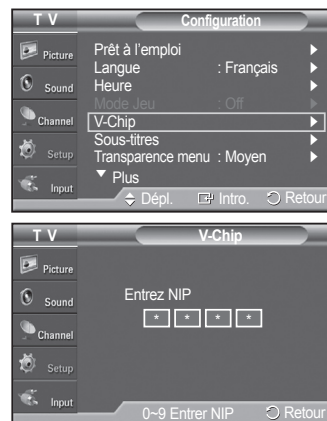 T V
Configuration
Picture
Sound
Channel
Setup
Input
Prêt à l'emploi
Langue : Français
Heure
Mode Jeu : Off
V-Chip
Sous-titres
Transparence menu : Moyen
Plus
Dépl. Intro. Retour
T V
V-Chip
Picture
Sound
Channel
Setup
Input
Entrez NIP
* * * *
0~9 Entrer NIP Retour